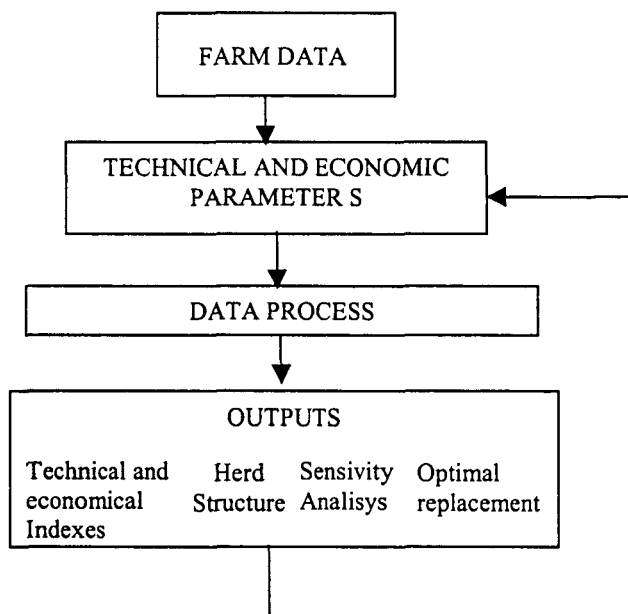 FARM DATA
TECHNICAL AND ECONOMIC
PARAMETER S
DATA PROCESS
OUTPUTS
Technical and
economical
Indexes
Herd
Structure
Sensivity
Analisys
Optimal
replacement